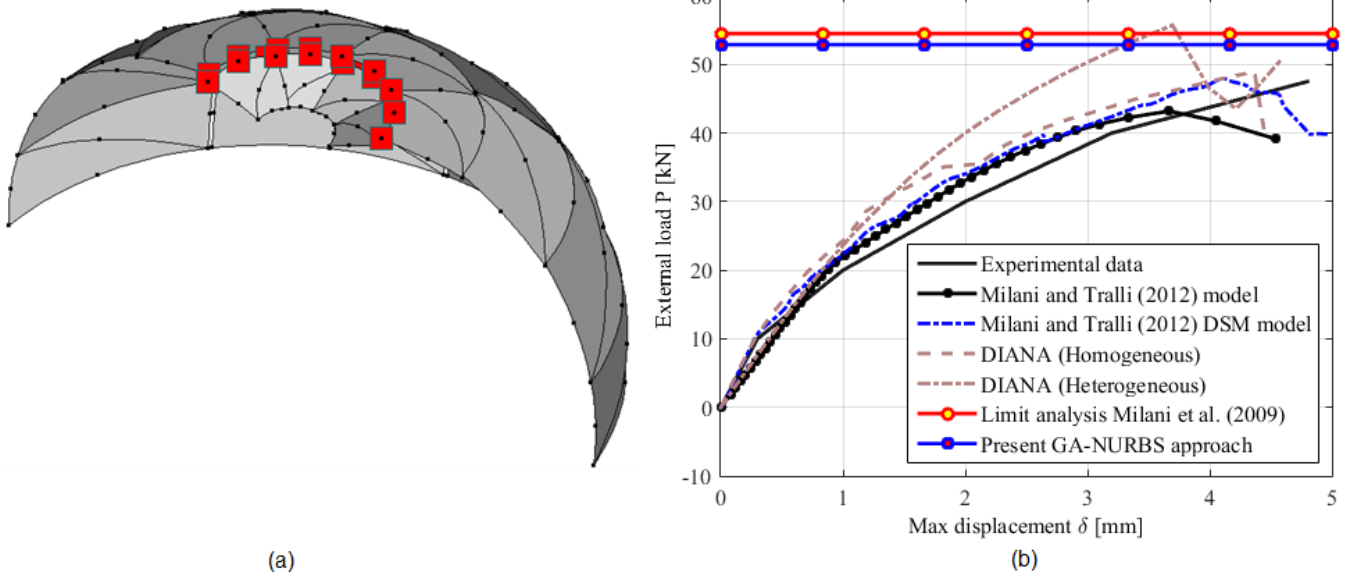 60
50
40
30
20
10
0
-10
External load P [kN]
Experimental data
Milani and Tralli (2012) model
Milani and Tralli (2012) DSM model
DIANA (Homogeneous)
DIANA (Heterogeneous)
Limit analysis Milani et al. (2009)
Present GA-NURBS approach
0 1 2 3 4 5
Max displacement δ [mm]
(a)
(b)